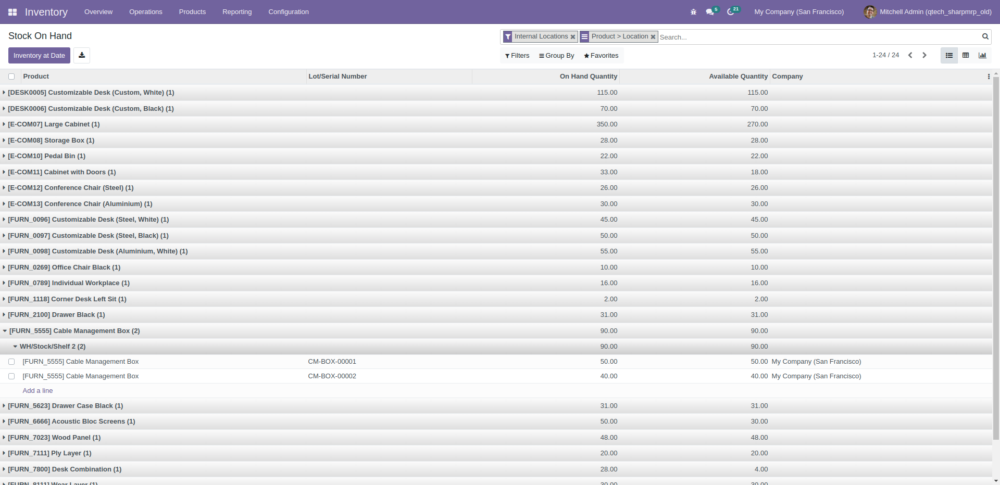 Inventory Overview Operations Products Reporting Configuration 5 21 My Company (San Francisco) Mitchell Admin (qtech_sharpmrp_old)
Stock On Hand Internal Locations Product > Location Search...
Inventory at Date Filters Group By Favorites 1-24 / 24
Product Lot/Serial Number On Hand Quantity Available Quantity Company
[DESK0005] Customizable Desk (Custom, White) (1) 115.00 115.00
[DESK0006] Customizable Desk (Custom, Black) (1) 70.00 70.00
[E-COM07] Large Cabinet (1) 350.00 270.00
[E-COM08] Storage Box (1) 28.00 28.00
[E-COM10] Pedal Bin (1) 22.00 22.00
[E-COM11] Cabinet with Doors (1) 33.00 18.00
[E-COM12] Conference Chair (Steel) (1) 26.00 26.00
[E-COM13] Conference Chair (Aluminium) (1) 30.00 30.00
[FURN_0096] Customizable Desk (Steel, White) (1) 45.00 45.00
[FURN_0097] Customizable Desk (Steel, Black) (1) 50.00 50.00
[FURN_0098] Customizable Desk (Aluminium, White) (1) 55.00 55.00
[FURN_0269] Office Chair Black (1) 10.00 10.00
[FURN_0789] Individual Workplace (1) 16.00 16.00
[FURN_1118] Corner Desk Left Sit (1) 2.00 2.00
[FURN_2100] Drawer Black (1) 31.00 31.00
[FURN_5555] Cable Management Box (2) 90.00 90.00
WH/Stock/Shelf 2 (2) 90.00 90.00
[FURN_5555] Cable Management Box CM-BOX-00001 50.00 50.00 My Company (San Francisco)
[FURN_5555] Cable Management Box CM-BOX-00002 40.00 40.00 My Company (San Francisco)
Add a line
[FURN_5623] Drawer Case Black (1) 31.00 31.00
[FURN_6666] Acoustic Bloc Screens (1) 50.00 30.00
[FURN_7023] Wood Panel (1) 48.00 48.00
[FURN_7111] Ply Layer (1) 20.00 20.00
[FURN_7800] Desk Combination (1) 28.00 4.00
[FURN_8111] Wear Layer (1) 30.00 30.00